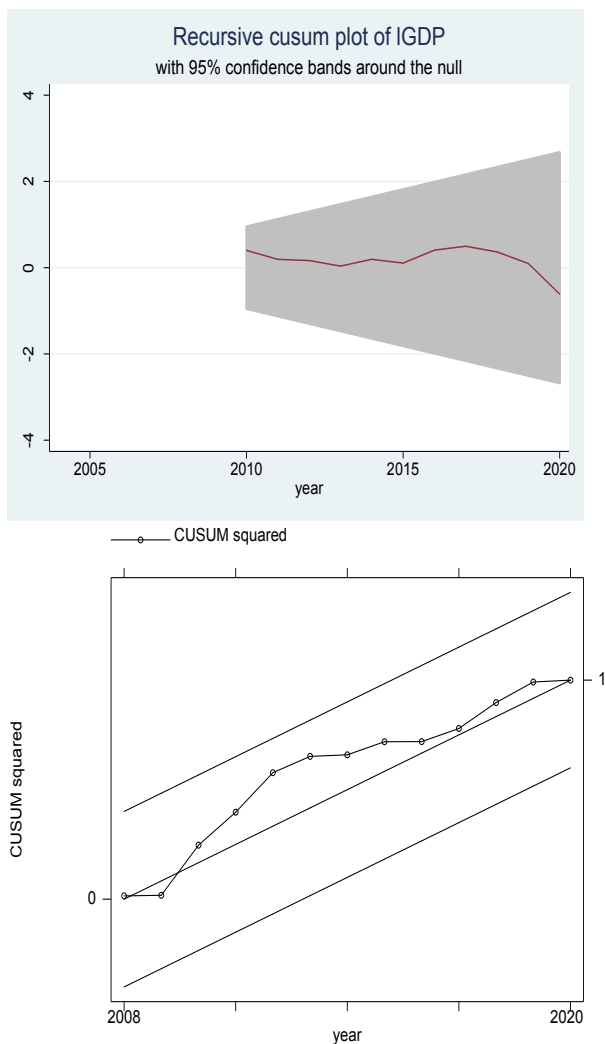 Recursive cusum plot of lGDP
with 95% confidence bands around the null
4
2
0
-2
-4
2005 2010 2015 2020
year
CUSUM squared
CUSUM squared
1
0
2008 2020
year